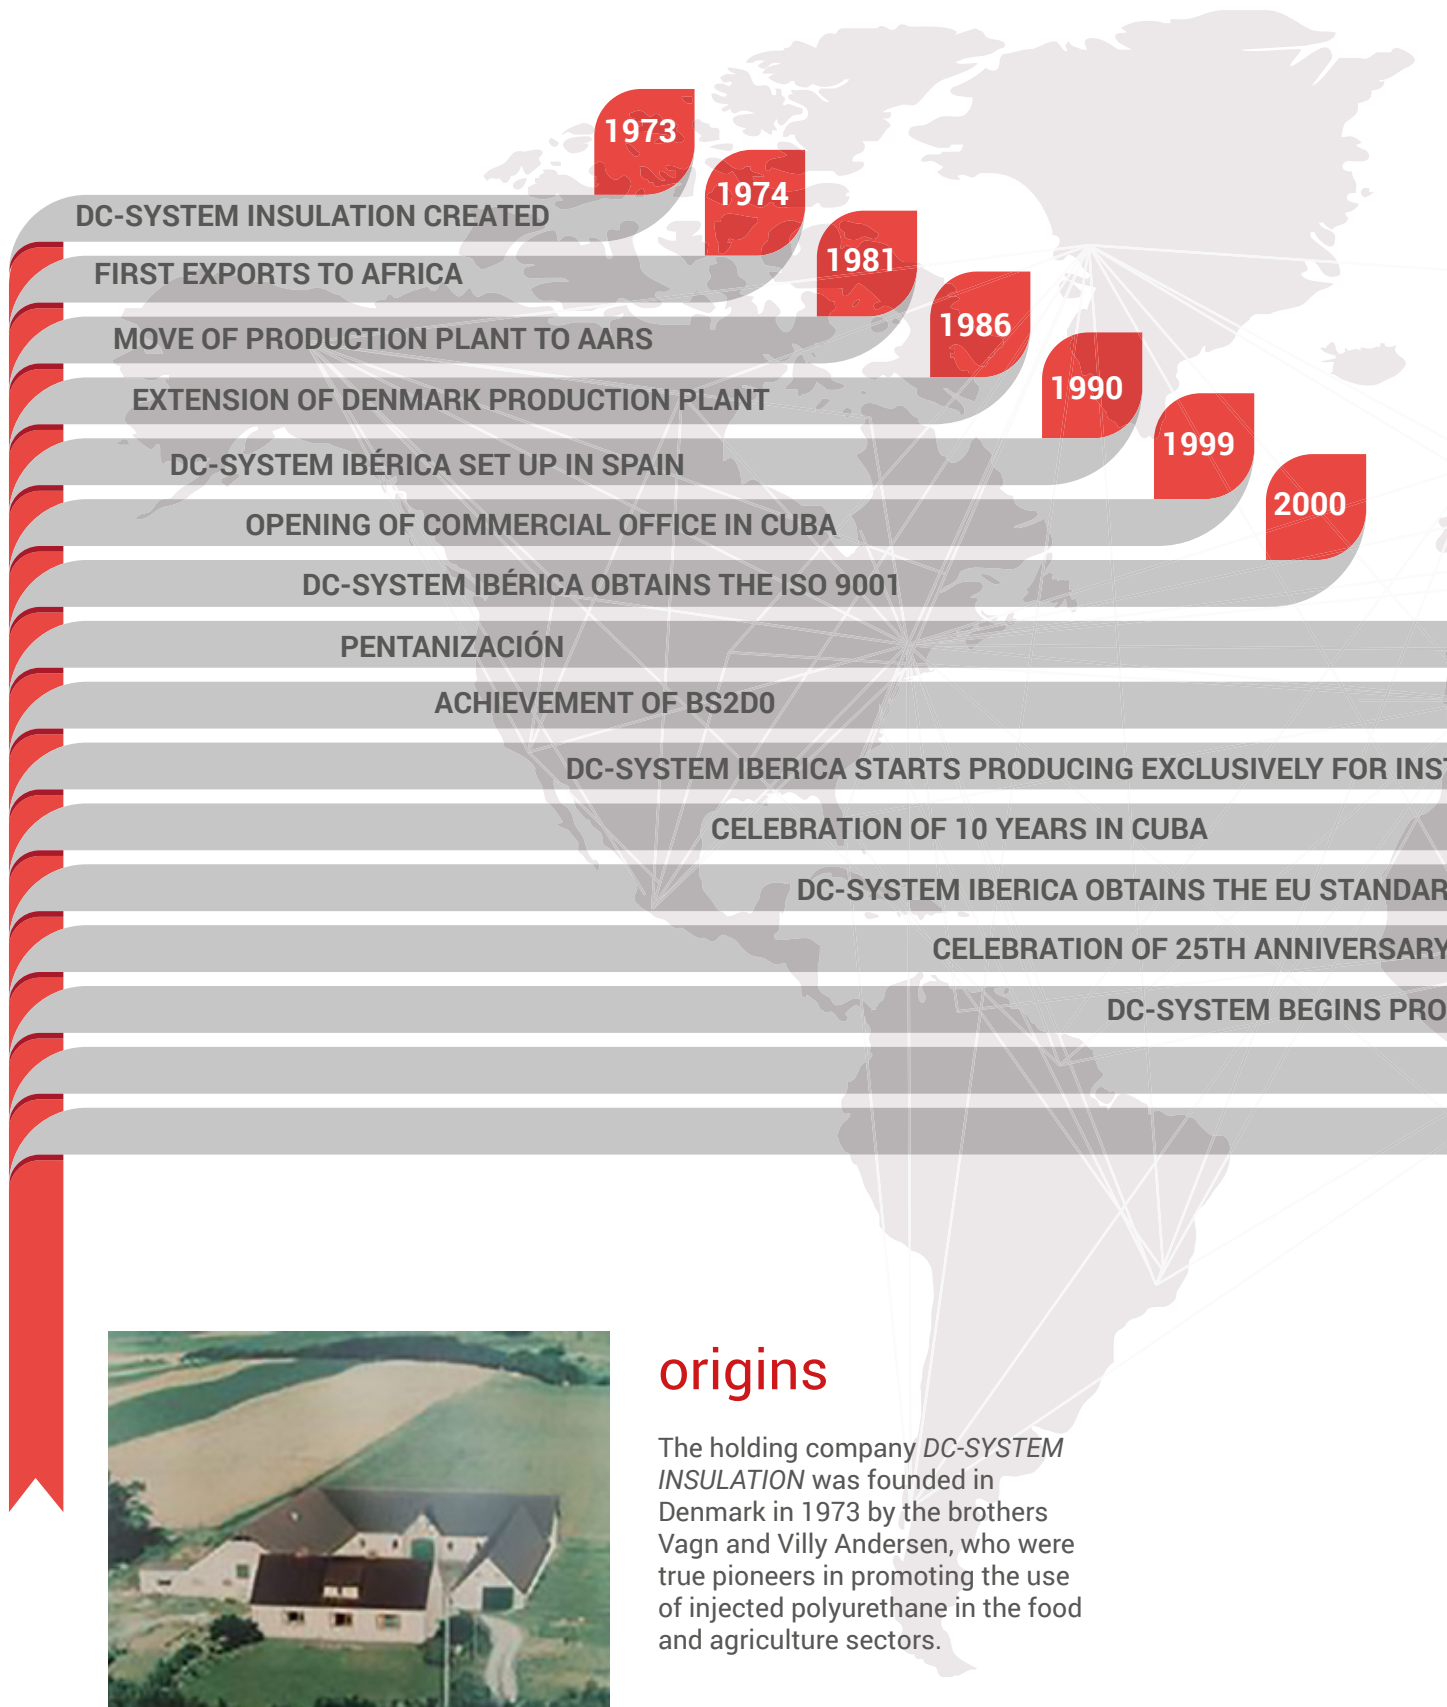 1973
DC-SYSTEM INSULATION CREATED
1974
FIRST EXPORTS TO AFRICA
1981
MOVE OF PRODUCTION PLANT TO AARS
1986
EXTENSION OF DENMARK PRODUCTION PLANT
1990
DC-SYSTEM IBÉRICA SET UP IN SPAIN
1999
OPENING OF COMMERCIAL OFFICE IN CUBA
2000
DC-SYSTEM IBÉRICA OBTAINS THE ISO 9001
PENTANIZACIÓN
ACHIEVEMENT OF BS2D0
DC-SYSTEM IBERICA STARTS PRODUCING EXCLUSIVELY FOR INST
CELEBRATION OF 10 YEARS IN CUBA
DC-SYSTEM IBERICA OBTAINS THE EU STANDAR
CELEBRATION OF 25TH ANNIVERSARY
DC-SYSTEM BEGINS PRO
origins
The holding company DC-SYSTEM
INSULATION was founded in
Denmark in 1973 by the brothers
Vagn and Villy Andersen, who were
true pioneers in promoting the use
of injected polyurethane in the food
and agriculture sectors.